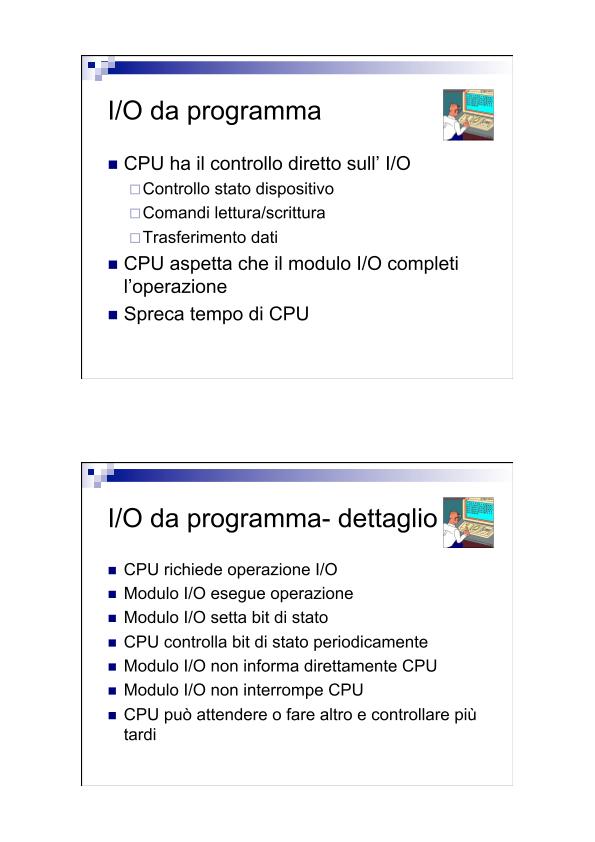 I/O da programma
CPU ha il controllo diretto sull’ I/O
Controllo stato dispositivo
Comandi lettura/scrittura
Trasferimento dati
CPU aspetta che il modulo I/O completi
l’operazione
Spreca tempo di CPU
I/O da programma- dettaglio
CPU richiede operazione I/O
Modulo I/O esegue operazione
Modulo I/O setta bit di stato
CPU controlla bit di stato periodicamente
Modulo I/O non informa direttamente CPU
Modulo I/O non interrompe CPU
CPU può attendere o fare altro e controllare più
tardi